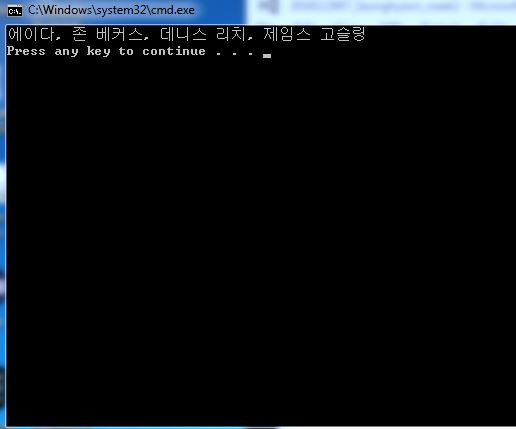 C:\Windows\system32\cmd.exe
에이다, 존 베커스, 데니스 리치, 제임스 고슬링
Press any key to continue . . .